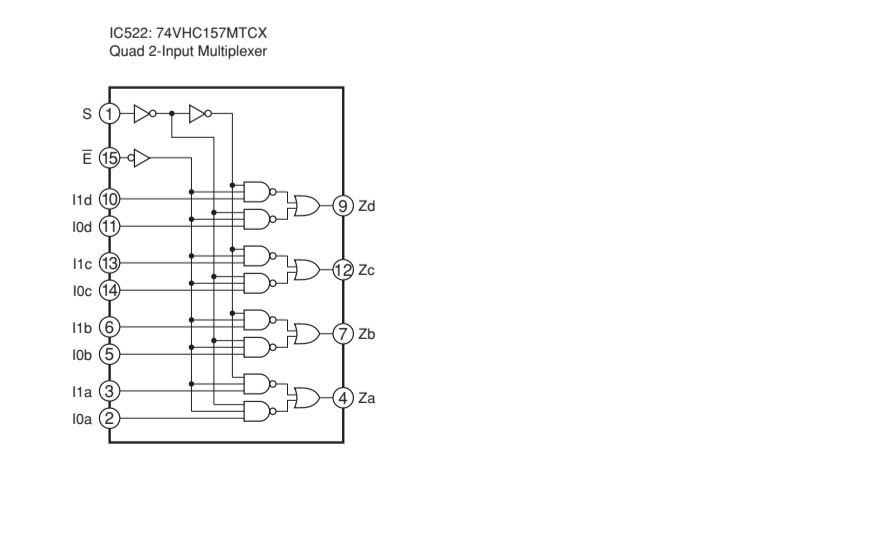 IC522: 74VHC157MTCX
Quad 2-Input Multiplexer
S 1
E̅ 15
I1d 10
9 Zd
I0d 11
I1c 13
12 Zc
I0c 14
I1b 6
7 Zb
I0b 5
I1a 3
4 Za
I0a 2